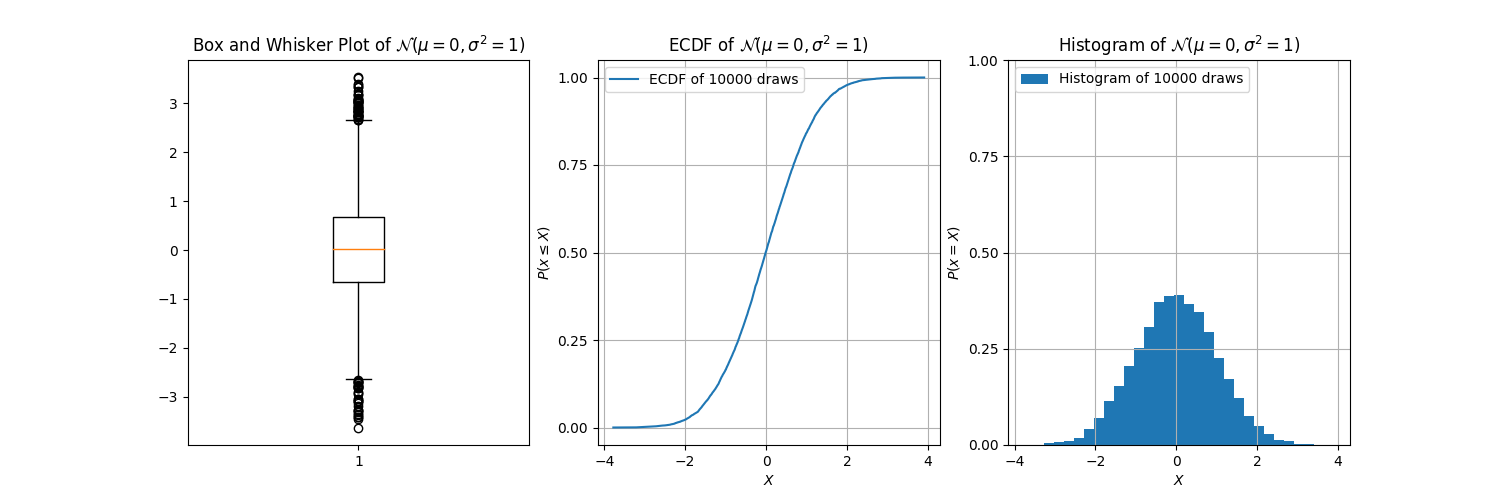 Box and Whisker Plot of 𝒩(μ = 0, σ² = 1)
3
2
1
0
−1
−2
−3
1
ECDF of 𝒩(μ = 0, σ² = 1)
ECDF of 10000 draws
P(x ≤ X)
1.00
0.75
0.50
0.25
0.00
−4 −2 0 2 4
X
Histogram of 𝒩(μ = 0, σ² = 1)
Histogram of 10000 draws
P(x = X)
1.00
0.75
0.50
0.25
0.00
−4 −2 0 2 4
X